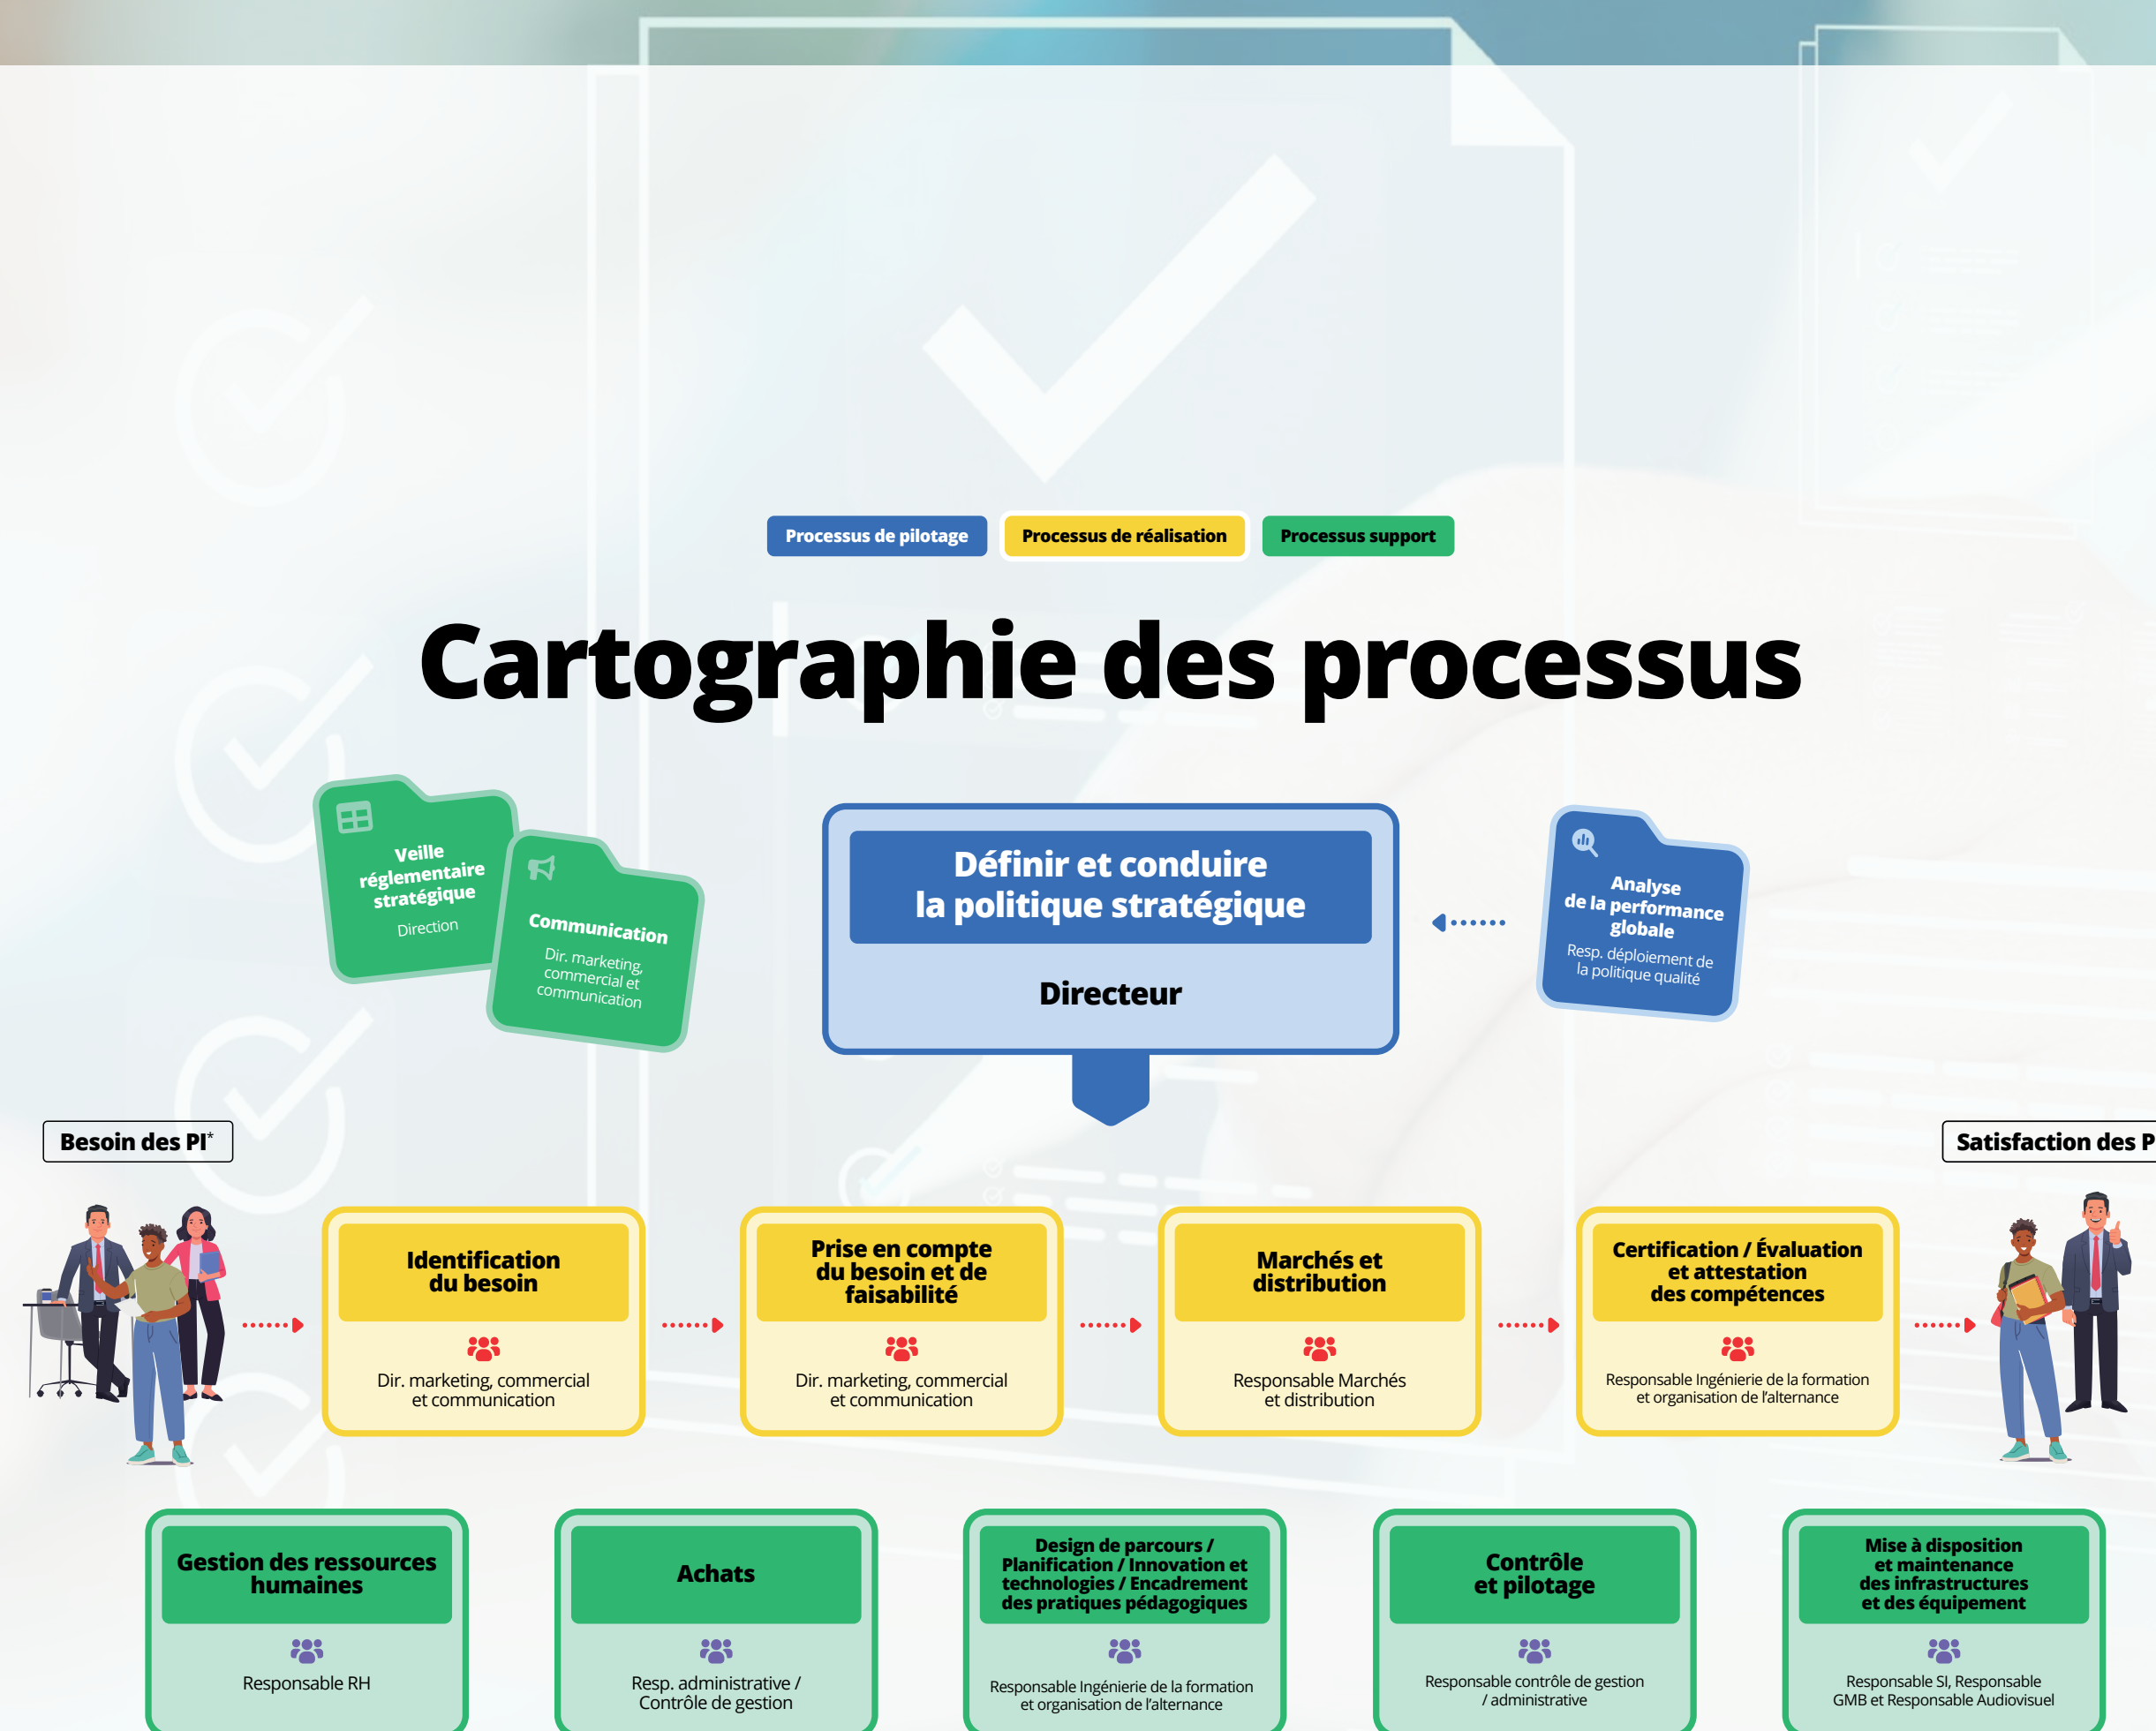 Processus de pilotage
Processus de réalisation
Processus support
Cartographie des processus
Veille
réglementaire
stratégique
Direction
Communication
Dir. marketing,
commercial et
communication
Définir et conduire
la politique stratégique
Directeur
Analyse
de la performance
globale
Resp. déploiement de
la politique qualité
Besoin des PI*
Satisfaction des P
Identification
du besoin
Dir. marketing, commercial
et communication
Prise en compte
du besoin et de
faisabilité
Dir. marketing, commercial
et communication
Marchés et
distribution
Responsable Marchés
et distribution
Certification / Évaluation
et attestation
des compétences
Responsable Ingénierie de la formation
et organisation de l’alternance
Gestion des ressources
humaines
Responsable RH
Achats
Resp. administrative /
Contrôle de gestion
Design de parcours /
Planification / Innovation et
technologies / Encadrement
des pratiques pédagogiques
Responsable Ingénierie de la formation
et organisation de l’alternance
Contrôle
et pilotage
Responsable contrôle de gestion
/ administrative
Mise à disposition
et maintenance
des infrastructures
et des équipement
Responsable SI, Responsable
GMB et Responsable Audiovisuel